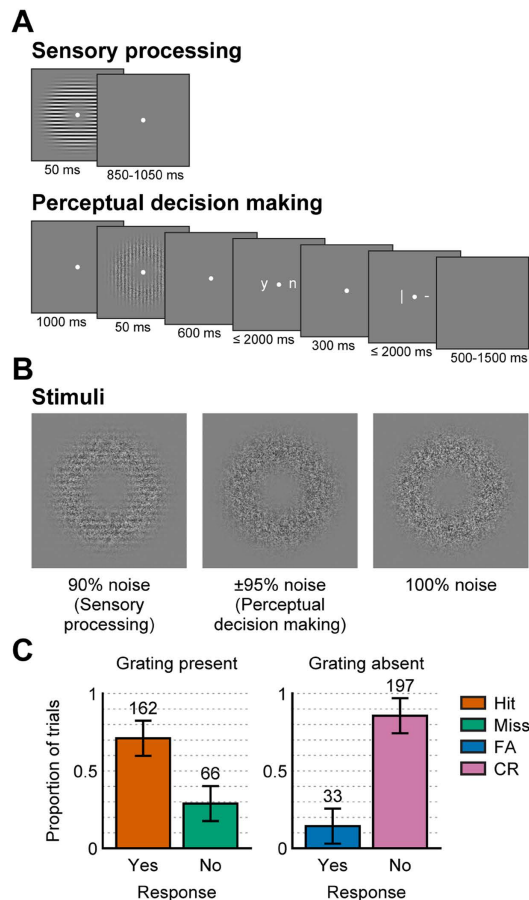 A
Sensory processing
50 ms
850-1050 ms
Perceptual decision making
y n
| -
1000 ms
50 ms
600 ms
≤ 2000 ms
300 ms
≤ 2000 ms
500-1500 ms
B
Stimuli
90% noise
(Sensory
processing)
±95% noise
(Perceptual
decision making)
100% noise
C
Grating present
Proportion of trials
1
0.5
0
162
66
Yes No
Response
Grating absent
1
0.5
0
33
197
Yes No
Response
Hit
Miss
FA
CR